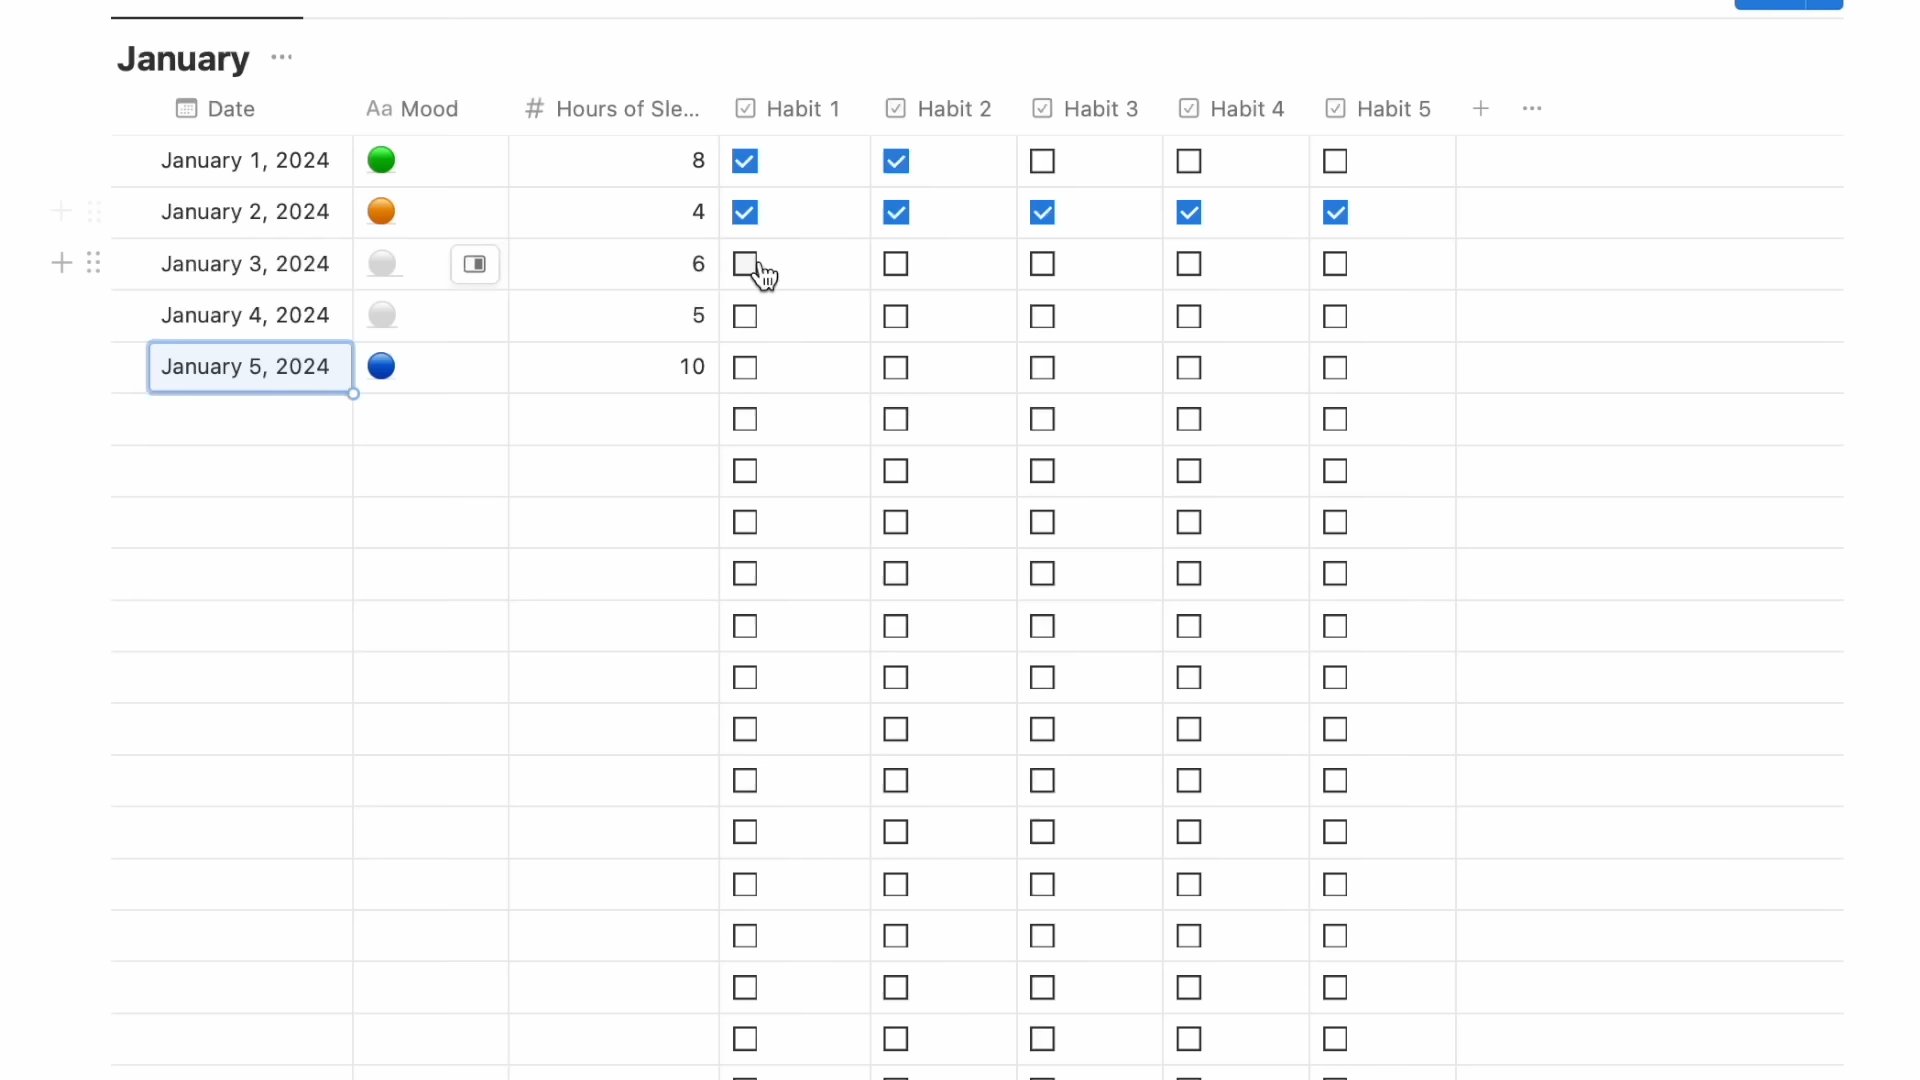 January
Date Aa Mood # Hours of Sle... Habit 1 Habit 2 Habit 3 Habit 4 Habit 5
January 1, 2024 8
January 2, 2024 4
January 3, 2024 6
January 4, 2024 5
January 5, 2024 10